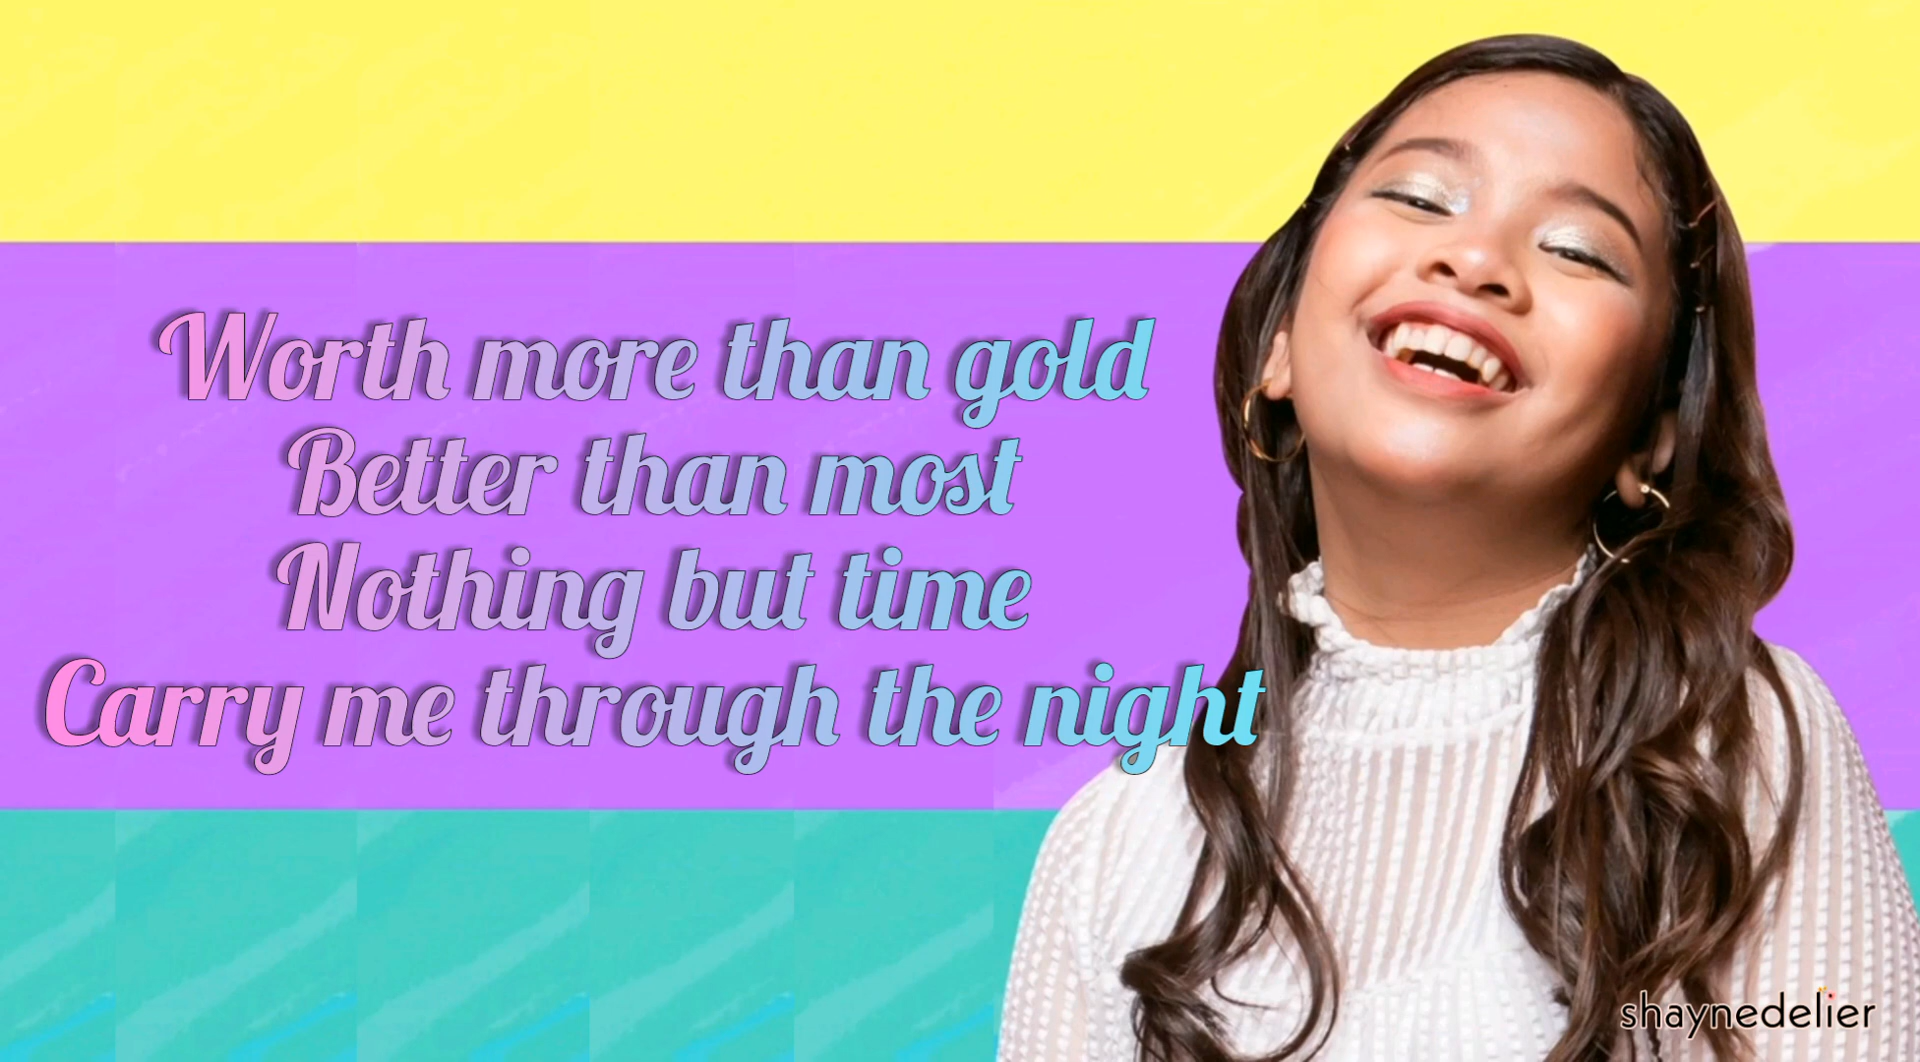 Worth more than gold
Better than most
Nothing but time
Carry me through the night
shaynedelier